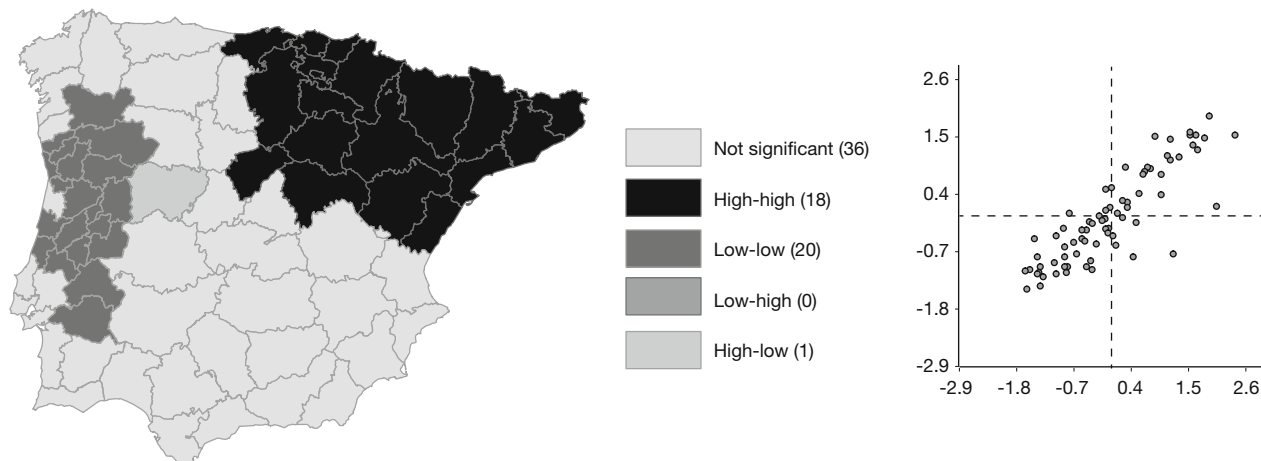 Not significant (36)
High-high (18)
Low-low (20)
Low-high (0)
High-low (1)
2.6
1.5
0.4
-0.7
-1.8
-2.9
-2.9 -1.8 -0.7 0.4 1.5 2.6